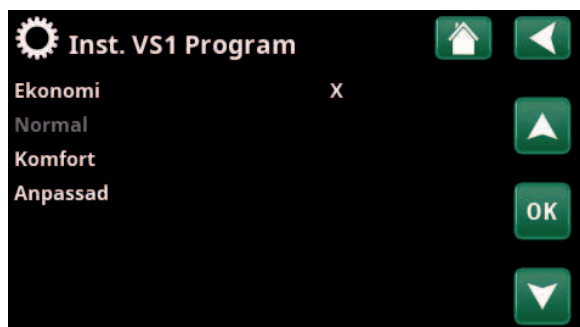 Inst. VS1 Program
Ekonomi X
Normal
Komfort
Anpassad
OK